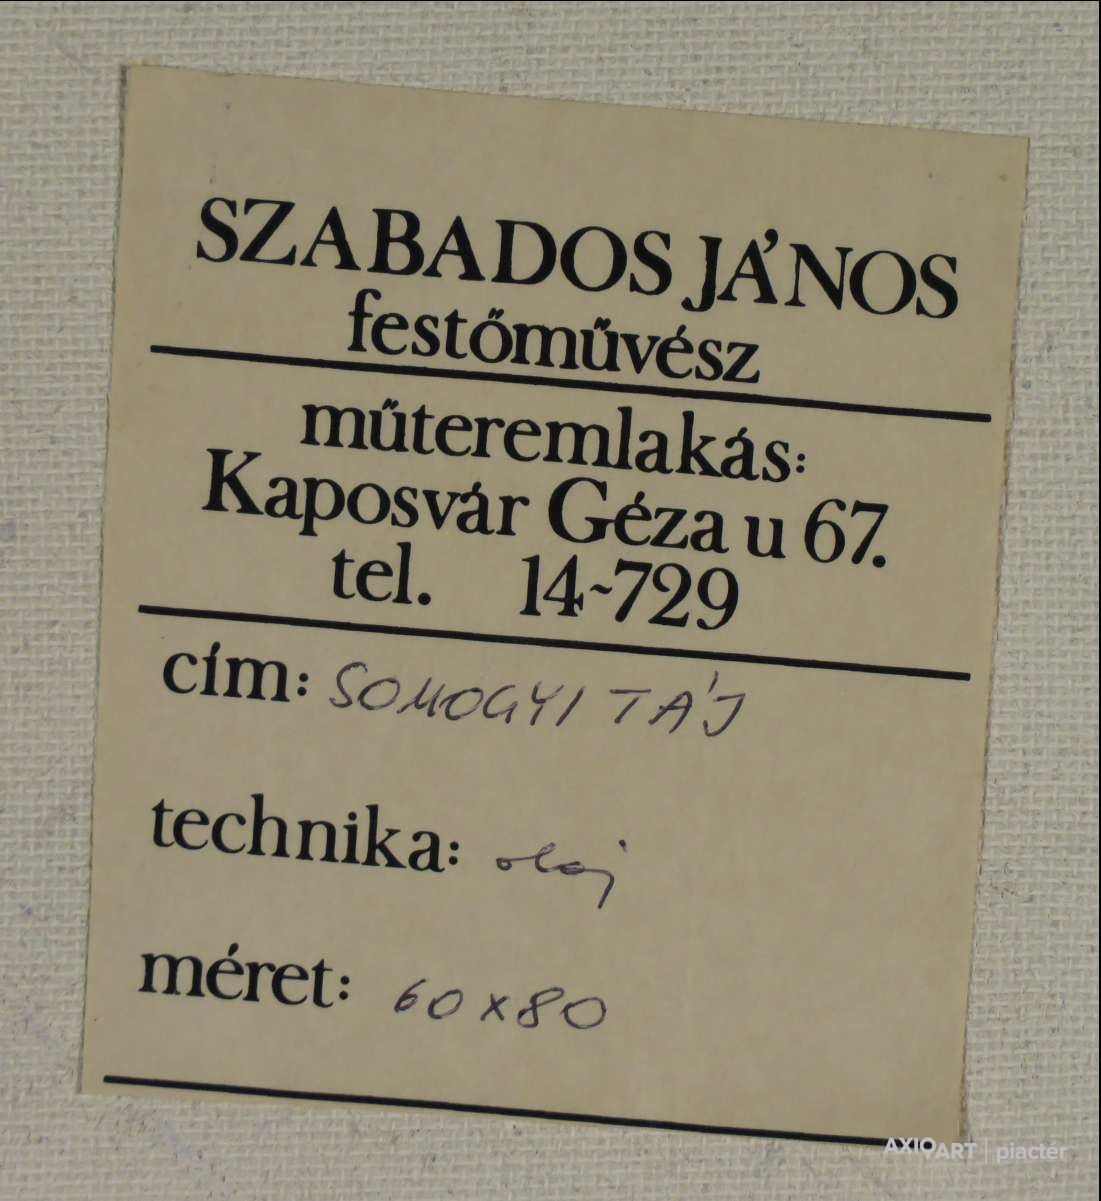 SZABADOS JÁNOS
festőművész
műteremlakás:
Kaposvár Géza u 67.
tel. 14~729
cím: SOMOGYI TÁJ
technika: olaj
méret: 60x80
AXIOART | piactér